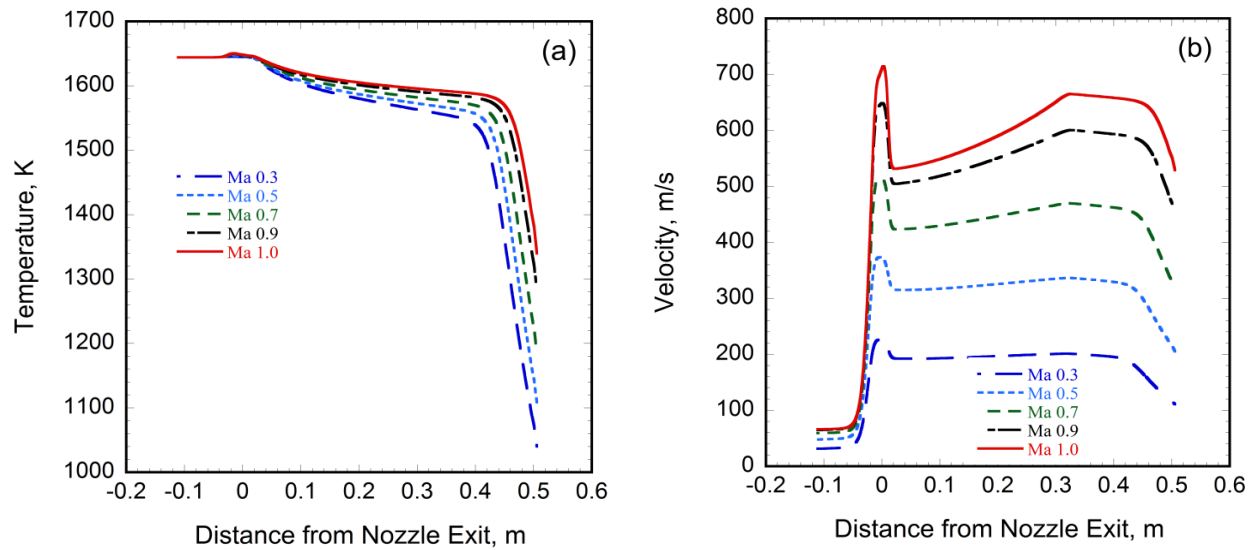 (a)
1700
1600
1500
1400
1300
1200
1100
1000
Temperature, K
Ma 0.3
Ma 0.5
Ma 0.7
Ma 0.9
Ma 1.0
-0.2 -0.1 0 0.1 0.2 0.3 0.4 0.5 0.6
Distance from Nozzle Exit, m
(b)
800
700
600
500
400
300
200
100
0
Velocity, m/s
Ma 0.3
Ma 0.5
Ma 0.7
Ma 0.9
Ma 1.0
-0.2 -0.1 0 0.1 0.2 0.3 0.4 0.5 0.6
Distance from Nozzle Exit, m